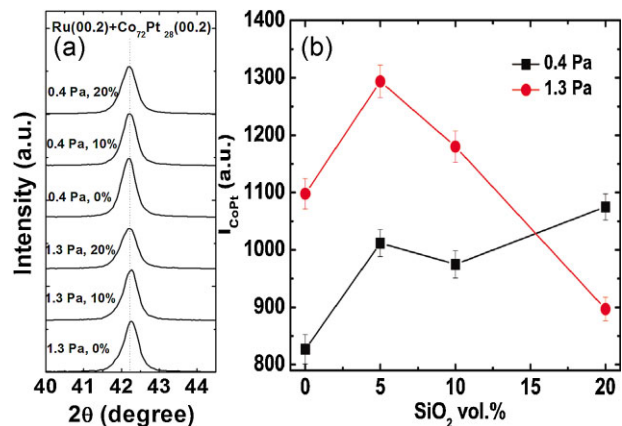 Ru(00.2)+Co72Pt28(00.2)
(a)
0.4 Pa, 20%
0.4 Pa, 10%
0.4 Pa, 0%
1.3 Pa, 20%
1.3 Pa, 10%
1.3 Pa, 0%
Intensity (a.u.)
40 41 42 43 44
2θ (degree)
(b)
0.4 Pa
1.3 Pa
1400
1300
1200
1100
1000
900
800
I_CoPt (a.u.)
0 5 10 15 20
SiO2 vol.%